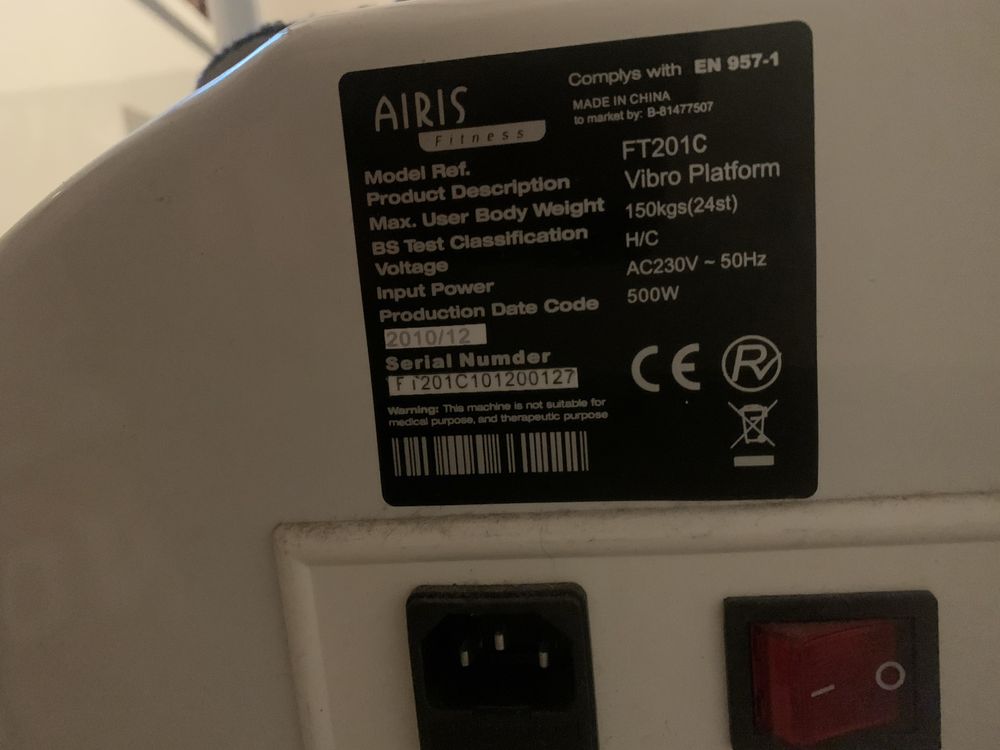 AIRIS
Fitness
Complys with EN 957-1
MADE IN CHINA
to market by: B-81477507
Model Ref. FT201C
Product Description Vibro Platform
Max. User Body Weight 150kgs(24st)
BS Test Classification H/C
Voltage AC230V ~ 50Hz
Input Power 500W
Production Date Code
2010/12
Serial Numder
FT201C101200127
Warning: This machine is not suitable for
medical purpose, and therapeutic purpose
CE R